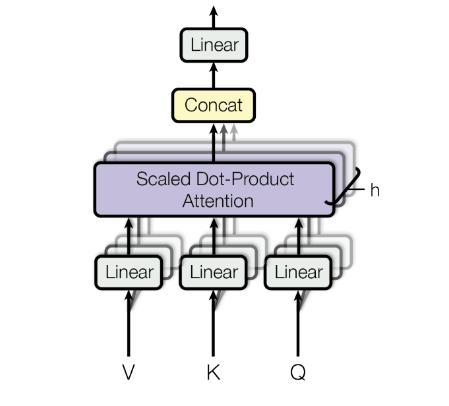 Linear
Concat
Scaled Dot-Product
Attention
h
Linear
Linear
Linear
V
K
Q